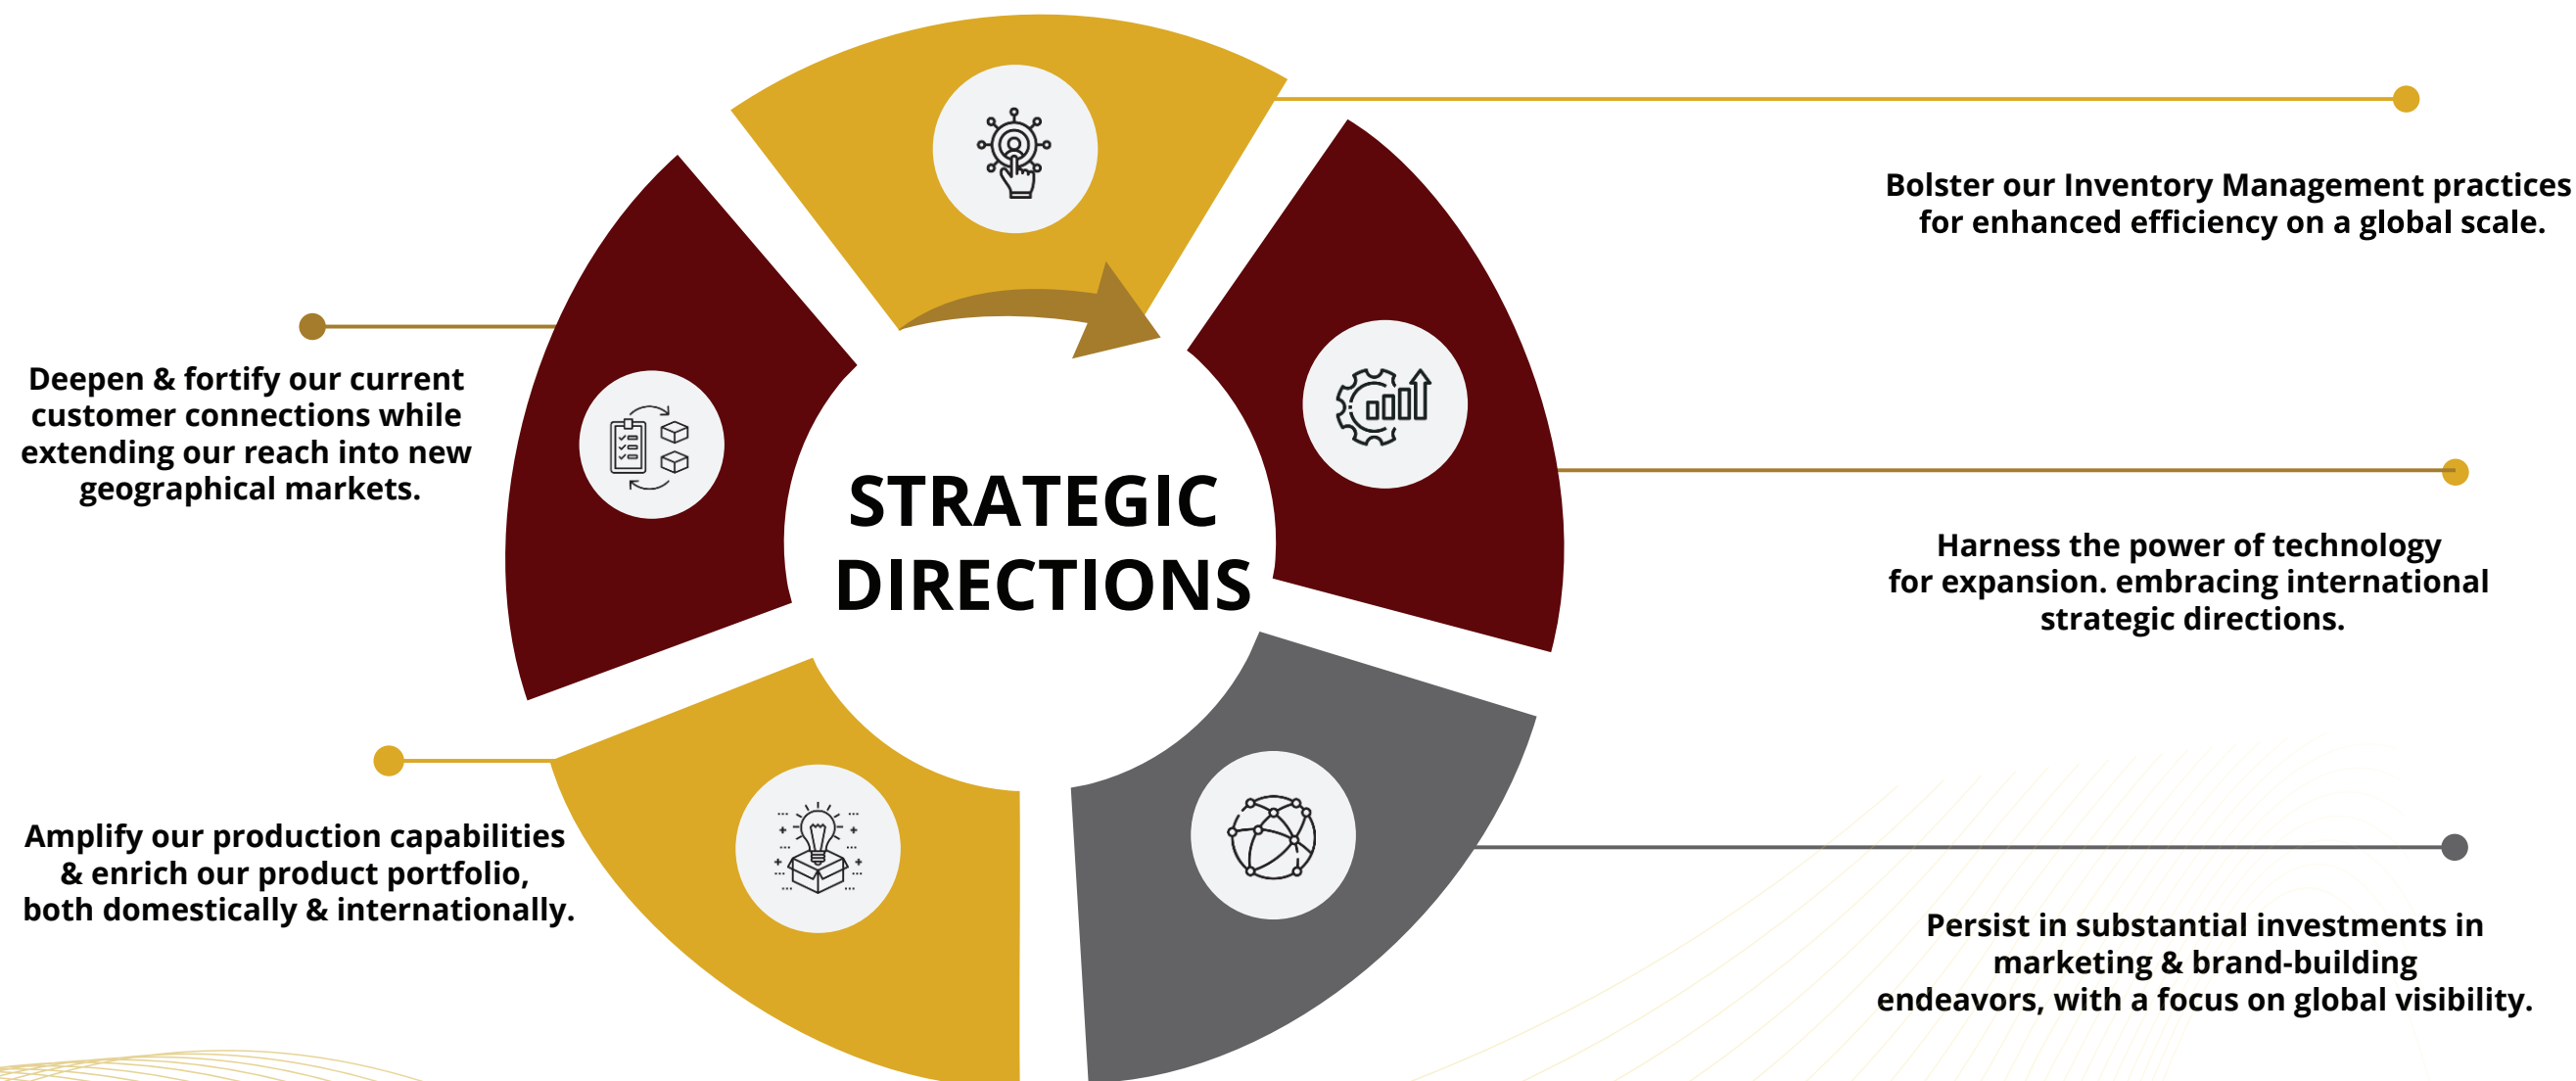 Bolster our Inventory Management practices
for enhanced efficiency on a global scale.
Deepen & fortify our current
customer connections while
extending our reach into new
geographical markets.
STRATEGIC
DIRECTIONS
Harness the power of technology
for expansion. embracing international
strategic directions.
Amplify our production capabilities
& enrich our product portfolio,
both domestically & internationally.
Persist in substantial investments in
marketing & brand-building
endeavors, with a focus on global visibility.